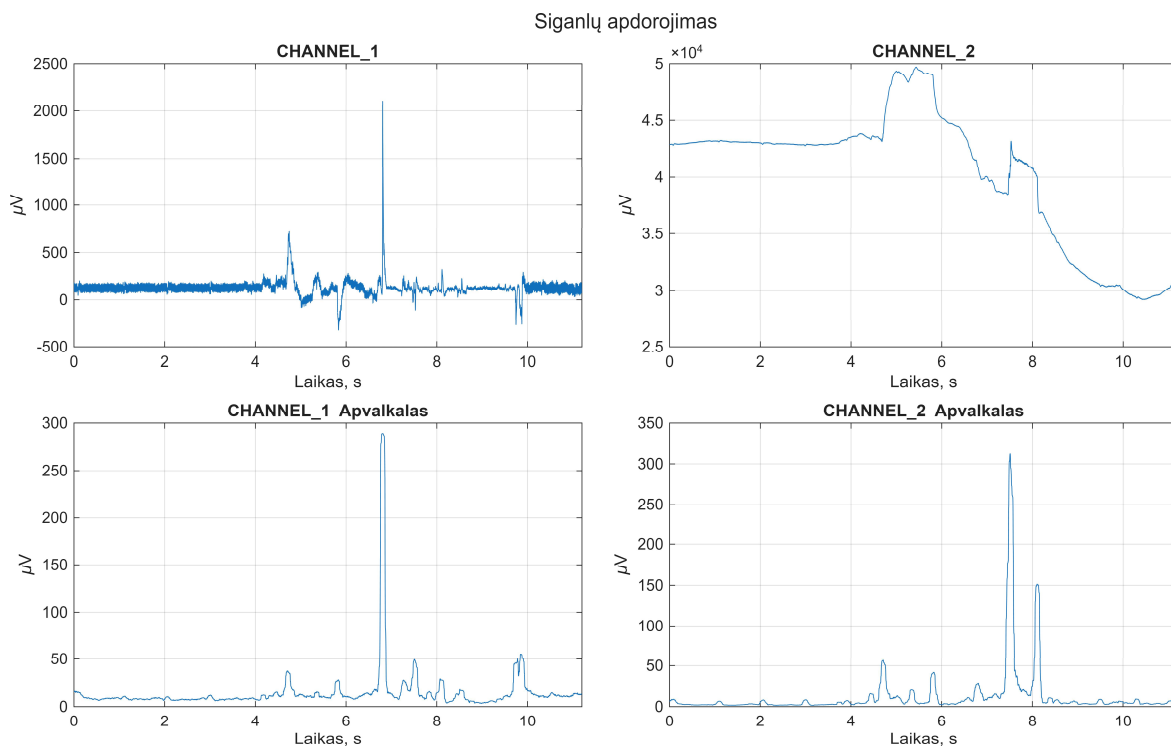 Siganlų apdorojimas
CHANNEL_1
2500
2000
1500
1000
500
0
-500
µV
0 2 4 6 8 10
Laikas, s
CHANNEL_2
×10⁴
5
4.5
4
3.5
3
2.5
µV
0 2 4 6 8 10
Laikas, s
CHANNEL_1 Apvalkalas
300
250
200
150
100
50
0
µV
0 2 4 6 8 10
Laikas, s
CHANNEL_2 Apvalkalas
350
300
250
200
150
100
50
0
µV
0 2 4 6 8 10
Laikas, s